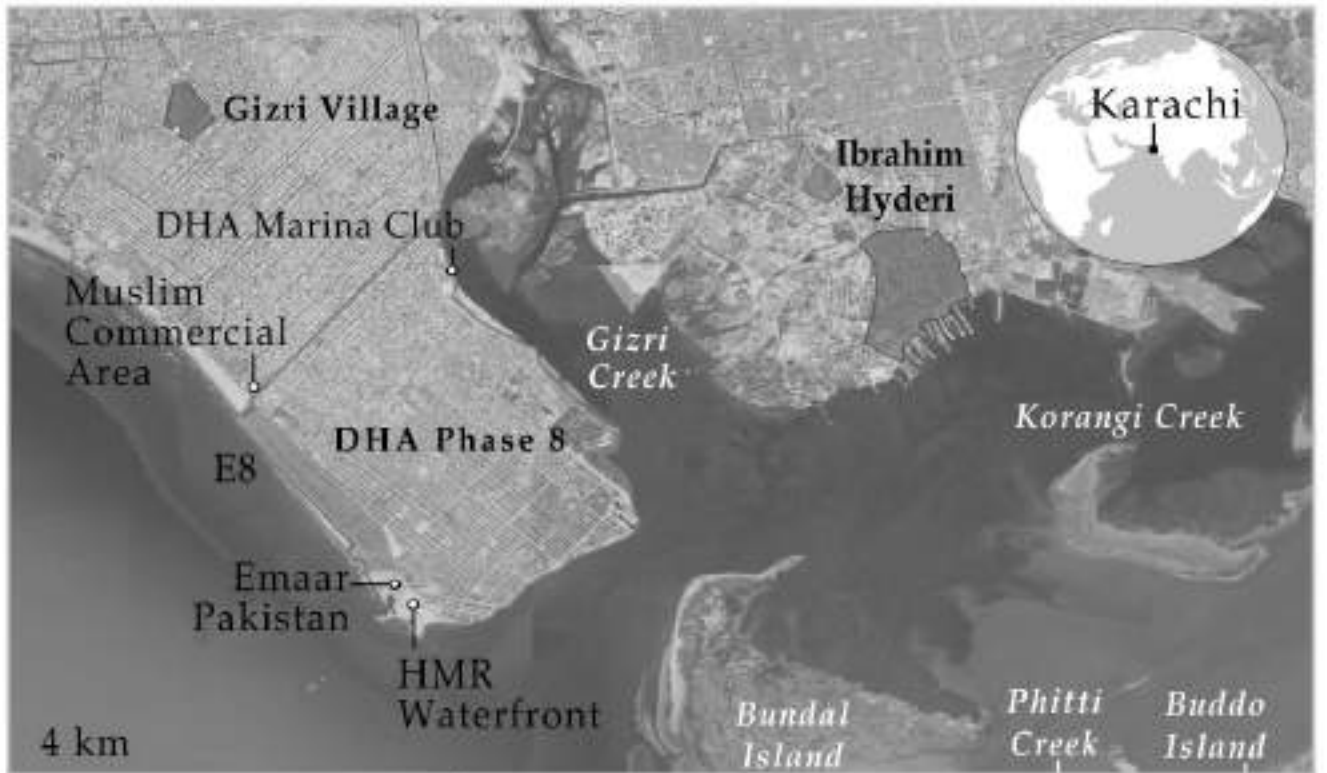 Gizri Village
Karachi
Ibrahim
Hyderi
DHA Marina Club
Muslim
Commercial
Area
Gizri
Creek
Korangi Creek
DHA Phase 8
E8
Emaar
Pakistan
HMR
Waterfront
Bundal
Island
Phitti
Creek
Buddo
Island
4 km